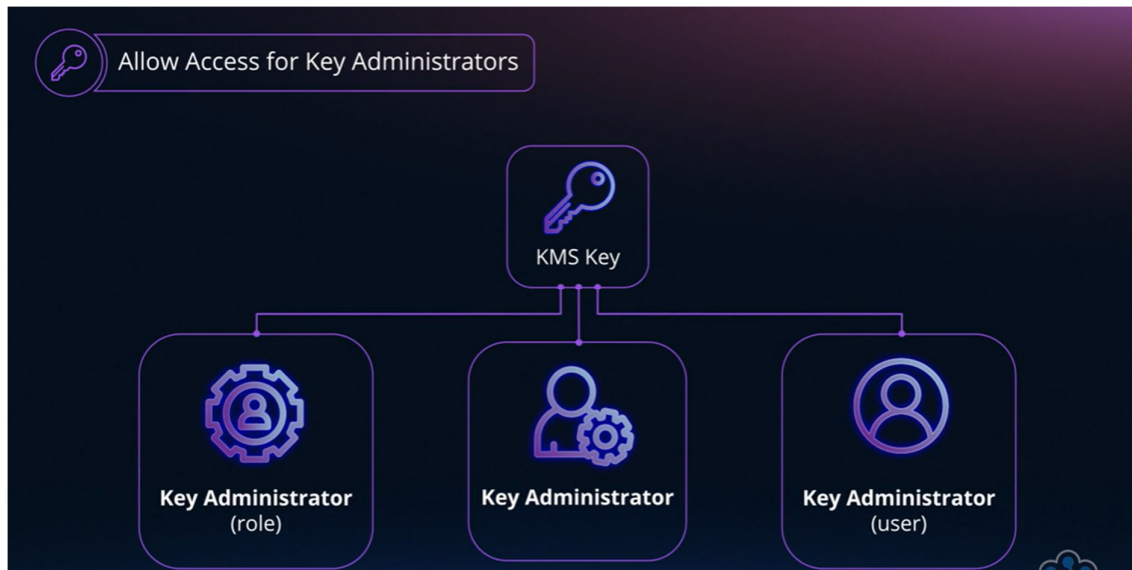 Allow Access for Key Administrators
KMS Key
Key Administrator
(role)
Key Administrator
Key Administrator
(user)